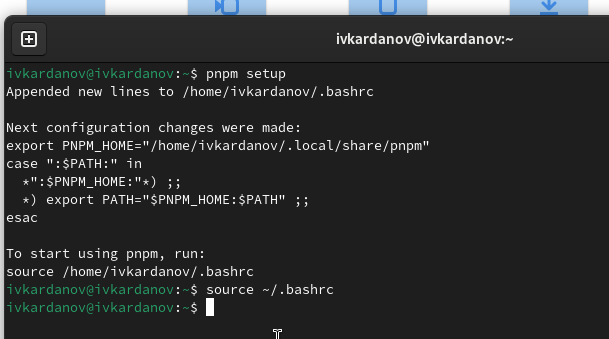 ivkardanov@ivkardanov:~
ivkardanov@ivkardanov:~$ pnpm setup
Appended new lines to /home/ivkardanov/.bashrc
Next configuration changes were made:
export PNPM_HOME="/home/ivkardanov/.local/share/pnpm"
case ":$PATH:" in
  *":$PNPM_HOME:"*) ;;
  *) export PATH="$PNPM_HOME:$PATH" ;;
esac
To start using pnpm, run:
source /home/ivkardanov/.bashrc
ivkardanov@ivkardanov:~$ source ~/.bashrc
ivkardanov@ivkardanov:~$